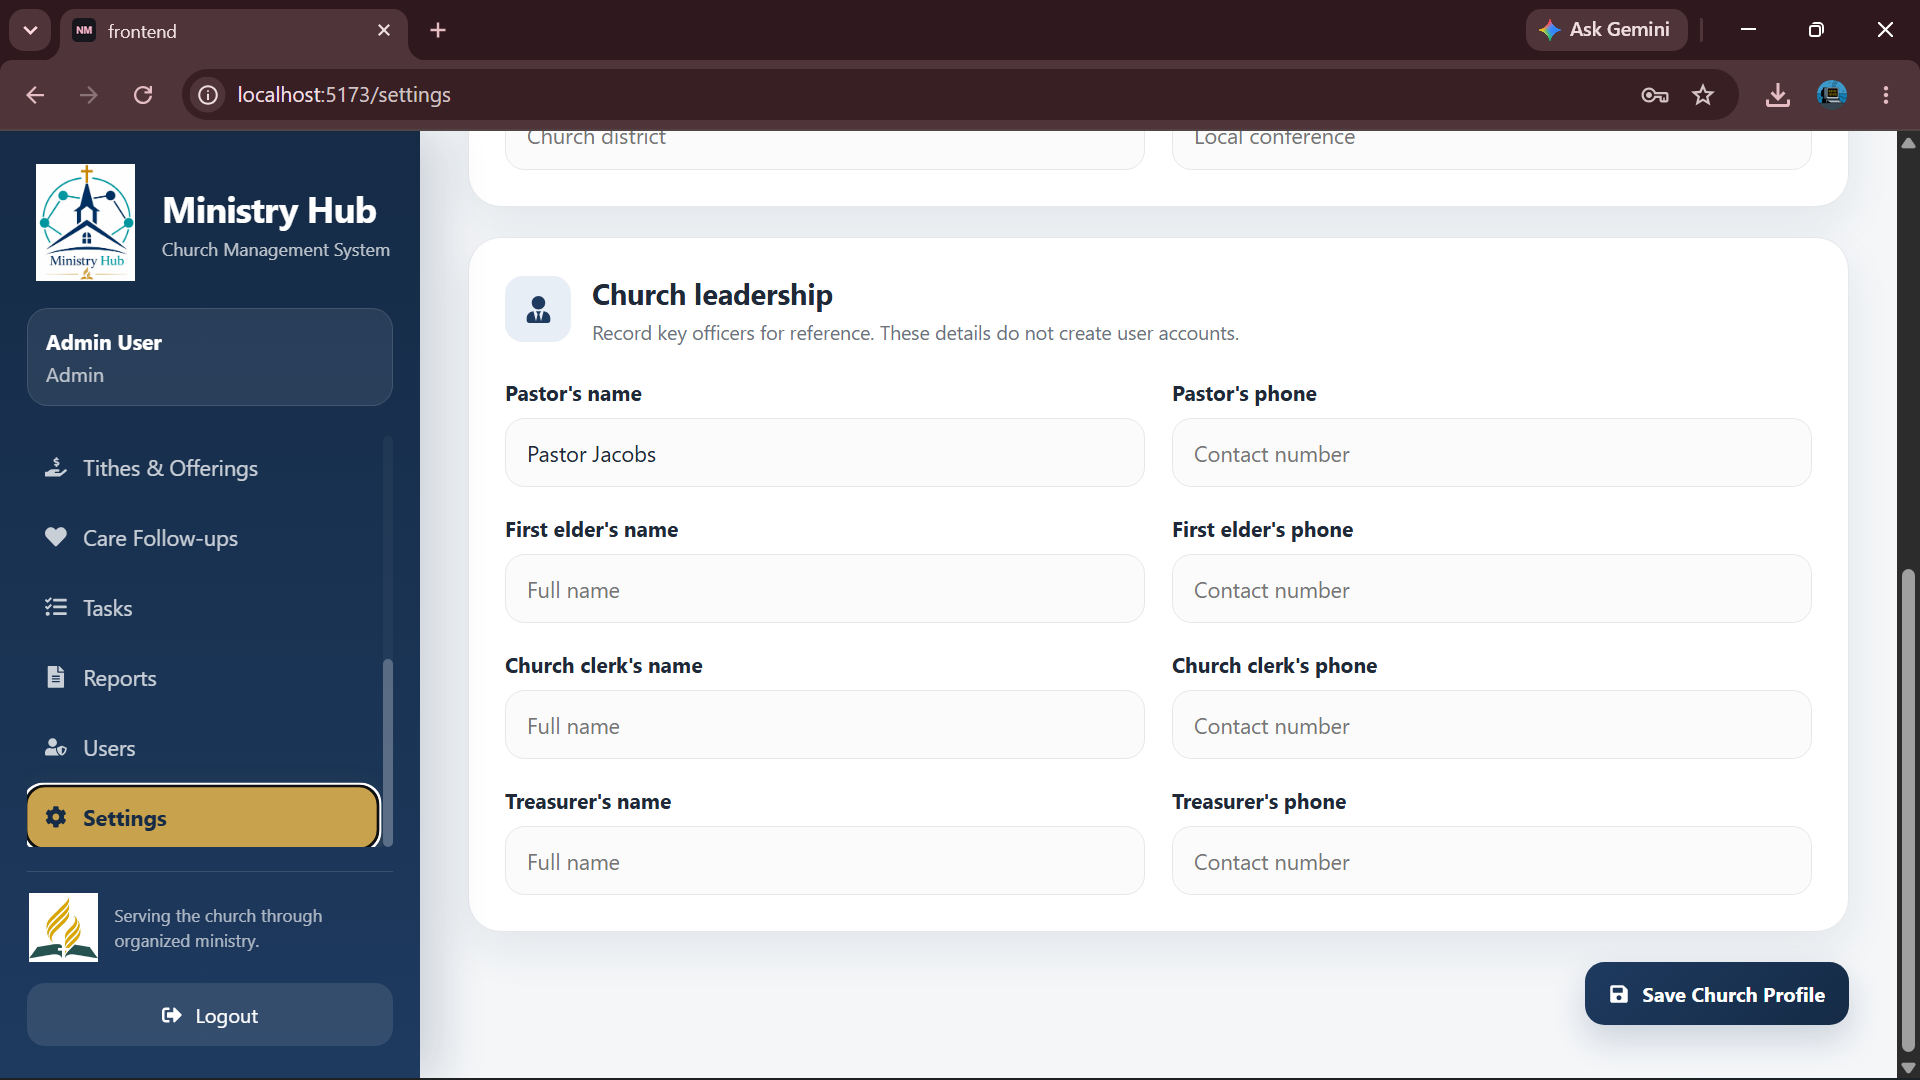 NM frontend
Ask Gemini
localhost:5173/settings
Ministry Hub
Ministry Hub
Church Management System
Admin User
Admin
Tithes & Offerings
Care Follow-ups
Tasks
Reports
Users
Settings
Serving the church through
organized ministry.
Logout
Church district
Local conference
Church leadership
Record key officers for reference. These details do not create user accounts.
Pastor's name
Pastor's phone
Pastor Jacobs
Contact number
First elder's name
First elder's phone
Full name
Contact number
Church clerk's name
Church clerk's phone
Full name
Contact number
Treasurer's name
Treasurer's phone
Full name
Contact number
Save Church Profile